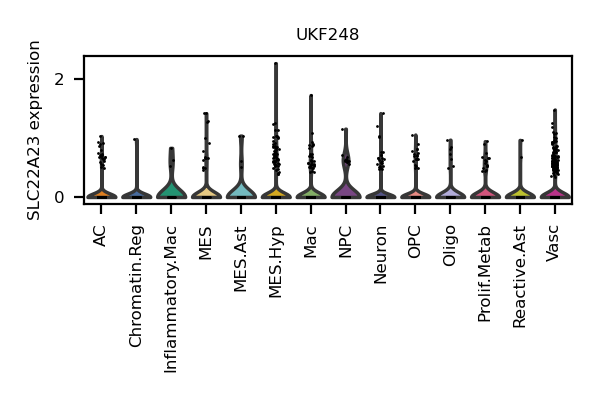 UKF248
SLC22A23 expression
2
0
AC
Chromatin.Reg
Inflammatory.Mac
MES
MES.Ast
MES.Hyp
Mac
NPC
Neuron
OPC
Oligo
Prolif.Metab
Reactive.Ast
Vasc